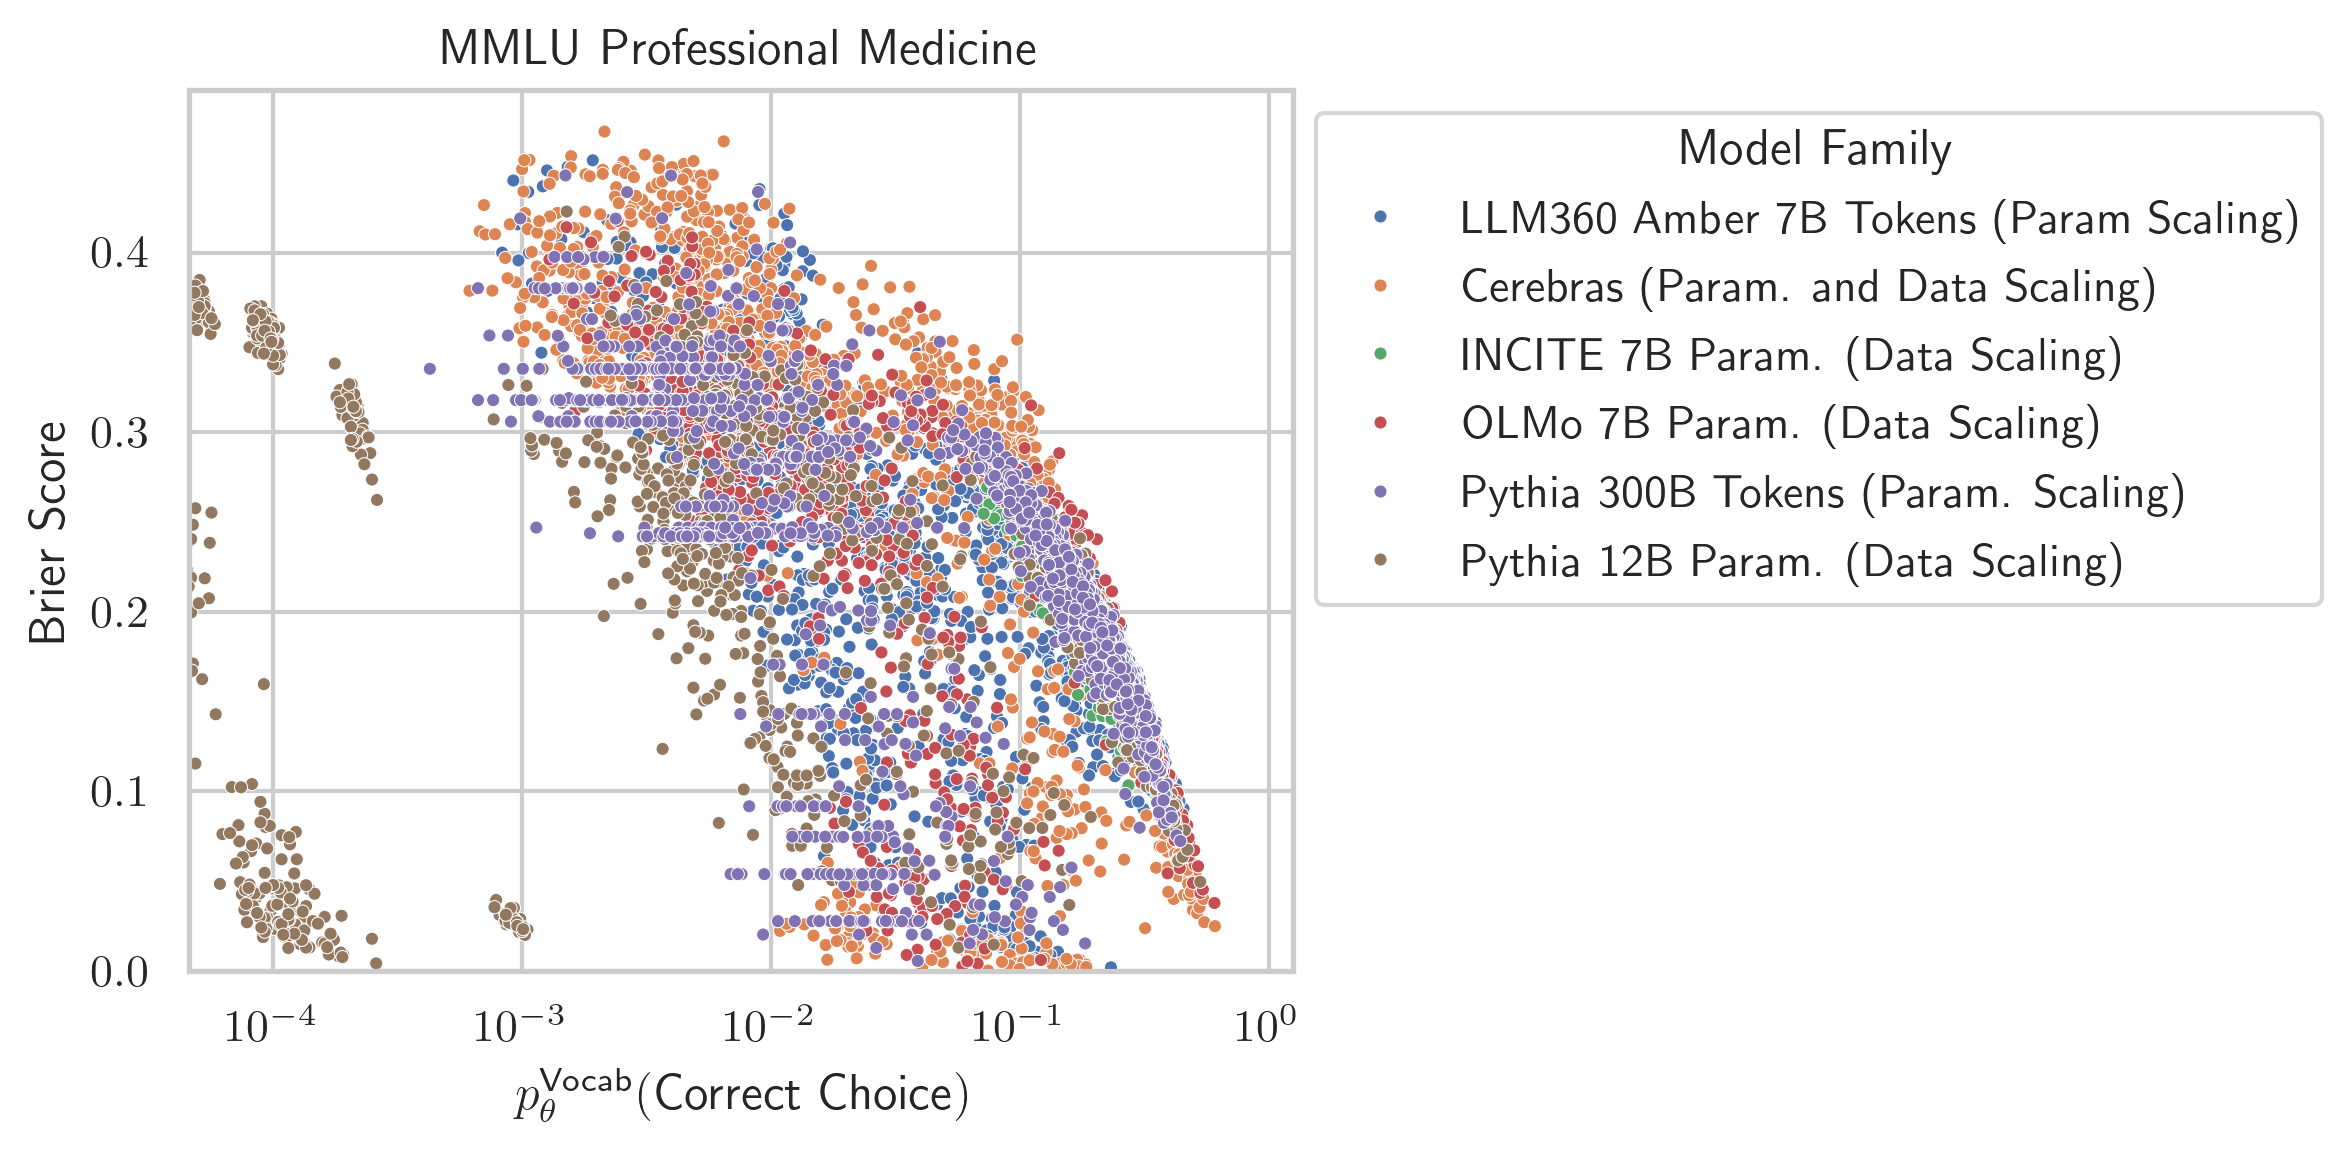 MMLU Professional Medicine
Brier Score
0.4
0.3
0.2
0.1
0.0
10⁻⁴ 10⁻³ 10⁻² 10⁻¹ 10⁰
p_θ^Vocab(Correct Choice)
Model Family
LLM360 Amber 7B Tokens (Param Scaling)
Cerebras (Param. and Data Scaling)
INCITE 7B Param. (Data Scaling)
OLMo 7B Param. (Data Scaling)
Pythia 300B Tokens (Param. Scaling)
Pythia 12B Param. (Data Scaling)